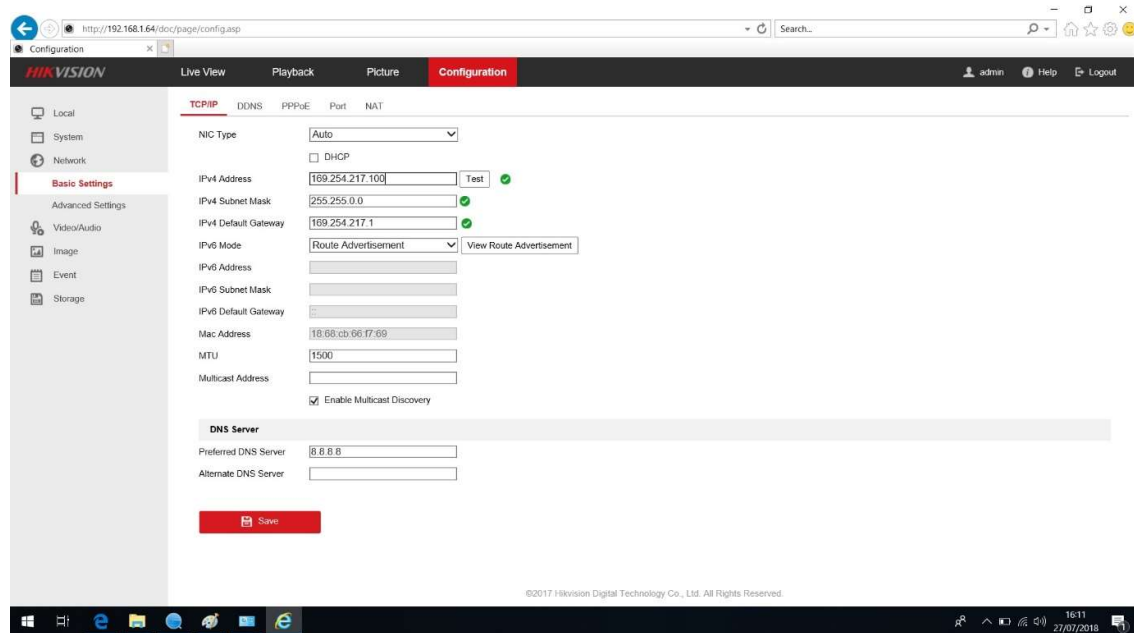 http://192.168.1.64/doc/page/config.asp
Search...
Configuration
HIKVISION Live View Playback Picture Configuration admin Help Logout
TCP/IP DDNS PPPoE Port NAT
Local
System
Network
Basic Settings
Advanced Settings
Video/Audio
Image
Event
Storage
NIC Type Auto
DHCP
IPv4 Address 169.254.217.100 Test
IPv4 Subnet Mask 255.255.0.0
IPv4 Default Gateway 169.254.217.1
IPv6 Mode Route Advertisement View Route Advertisement
IPv6 Address
IPv6 Subnet Mask
IPv6 Default Gateway ::
Mac Address 18:68:cb:66:f7:69
MTU 1500
Multicast Address
Enable Multicast Discovery
DNS Server
Preferred DNS Server 8.8.8.8
Alternate DNS Server
Save
©2017 Hikvision Digital Technology Co., Ltd. All Rights Reserved.
16:11
27/07/2018